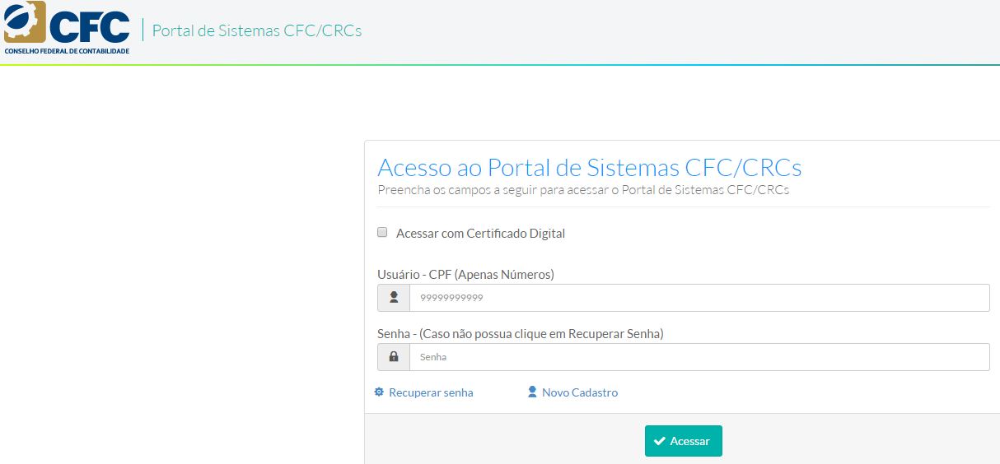 CFC
CONSELHO FEDERAL DE CONTABILIDADE
Portal de Sistemas CFC/CRCs
Acesso ao Portal de Sistemas CFC/CRCs
Preencha os campos a seguir para acessar o Portal de Sistemas CFC/CRCs
Acessar com Certificado Digital
Usuário - CPF (Apenas Números)
99999999999
Senha - (Caso não possua clique em Recuperar Senha)
Senha
Recuperar senha Novo Cadastro
Acessar